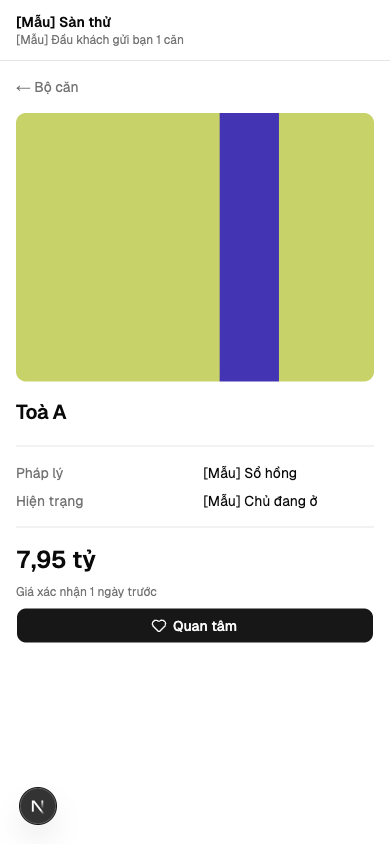 [Mẫu] Sàn thử
[Mẫu] Đầu khách gửi bạn 1 căn
← Bộ căn
Toà A
Pháp lý [Mẫu] Sổ hồng
Hiện trạng [Mẫu] Chủ đang ở
7,95 tỷ
Giá xác nhận 1 ngày trước
Quan tâm
N